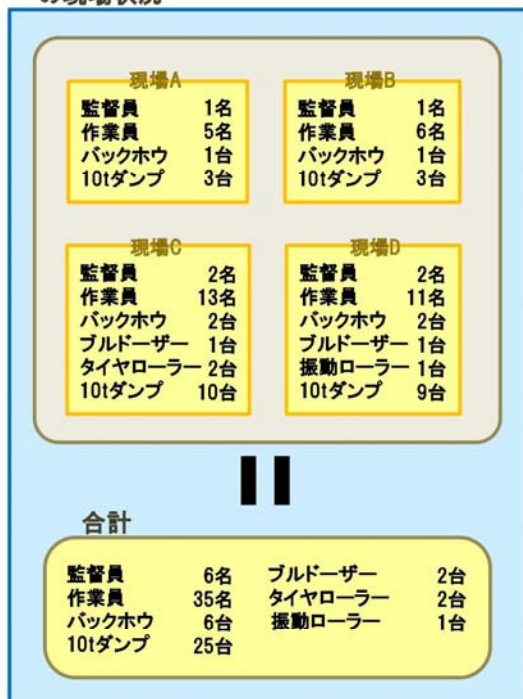 の現場状況
現場A
監督員 1名
作業員 5名
バックホウ 1台
10tダンプ 3台
現場B
監督員 1名
作業員 6名
バックホウ 1台
10tダンプ 3台
現場C
監督員 2名
作業員 13名
バックホウ 2台
ブルドーザー 1台
タイヤローラー 2台
10tダンプ 10台
現場D
監督員 2名
作業員 11名
バックホウ 2台
ブルドーザー 1台
振動ローラー 1台
10tダンプ 9台
合計
監督員 6名
作業員 35名
バックホウ 6台
10tダンプ 25台
ブルドーザー 2台
タイヤローラー 2台
振動ローラー 1台